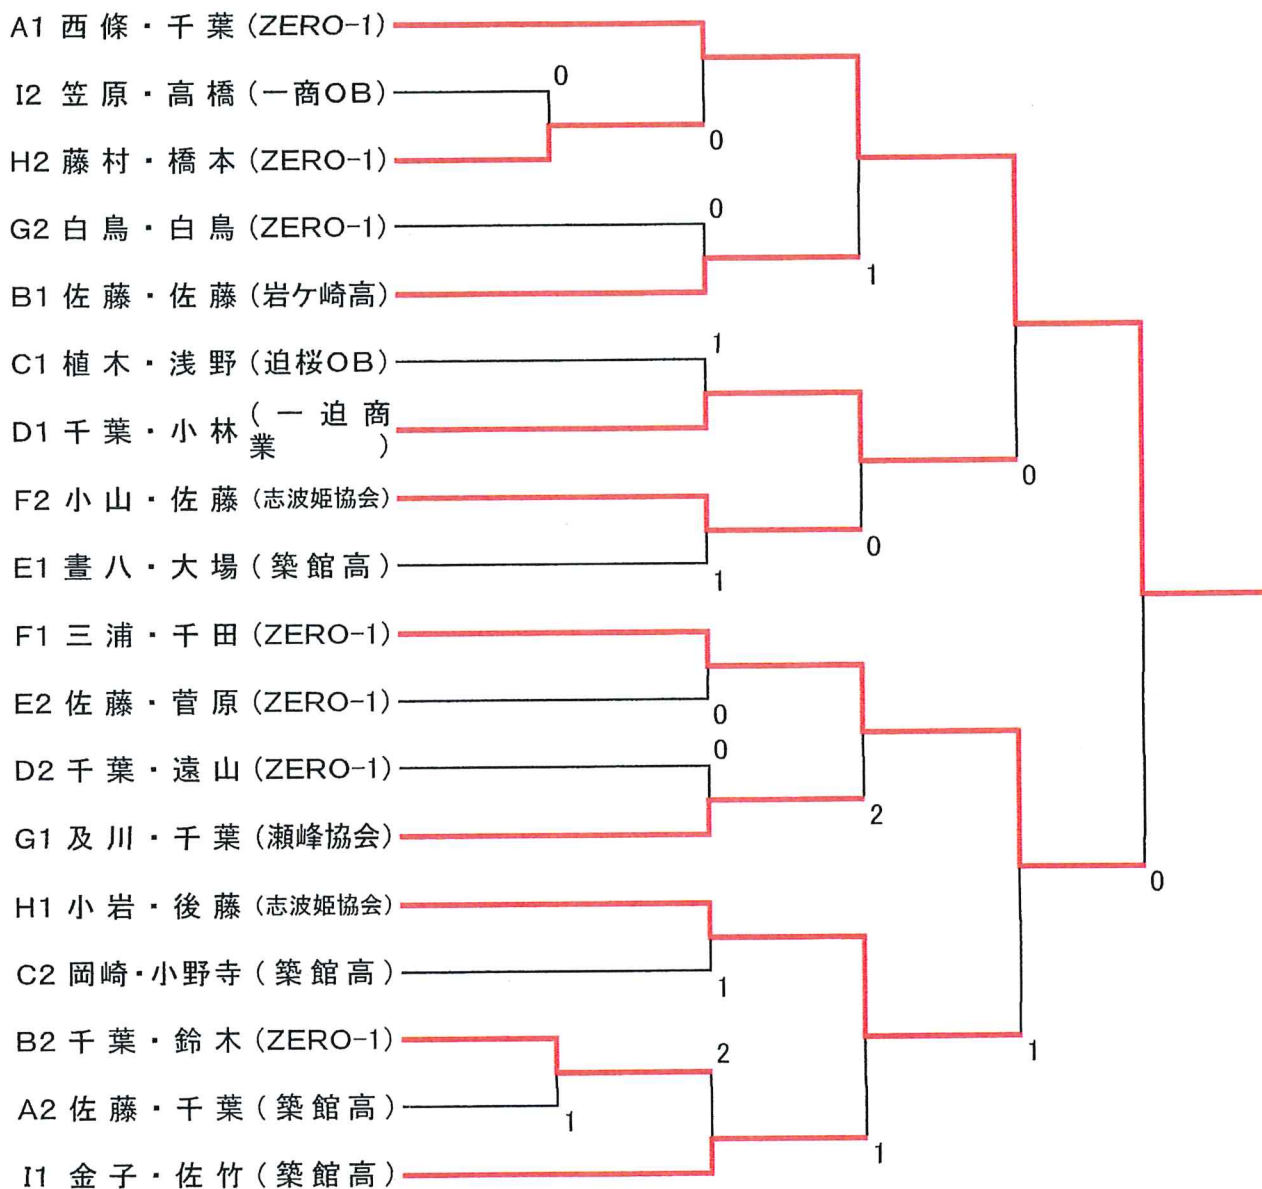 A1 西條・千葉(ZERO-1)
0
I2 笠原・高橋(一商OB)
0
H2 藤村・橋本(ZERO-1)
0
G2 白鳥・白鳥(ZERO-1)
1
B1 佐藤・佐藤(岩ケ崎高)
1
C1 植木・浅野(迫桜OB)
D1 千葉・小林(一迫商業)
0
F2 小山・佐藤(志波姫協会)
0
E1 晝八・大場(築館高)
1
F1 三浦・千田(ZERO-1)
E2 佐藤・菅原(ZERO-1)
0
0
D2 千葉・遠山(ZERO-1)
2
G1 及川・千葉(瀬峰協会)
0
H1 小岩・後藤(志波姫協会)
C2 岡崎・小野寺(築館高)
1
B2 千葉・鈴木(ZERO-1)
2
1
A2 佐藤・千葉(築館高)
1
1
I1 金子・佐竹(築館高)